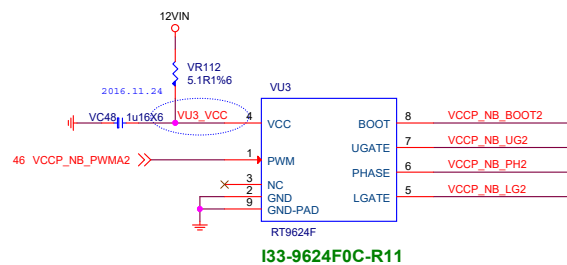 12VIN
VR112
5.1R1%6
2016.11.24
VU3
VC48 1u16X6 VU3_VCC 4 VCC BOOT 8 VCCP_NB_BOOT2
UGATE 7 VCCP_NB_UG2
46 VCCP_NB_PWMA2 1 PWM
PHASE 6 VCCP_NB_PH2
3 NC
2 GND LGATE 5 VCCP_NB_LG2
9 GND-PAD
RT9624F
I33-9624F0C-R11